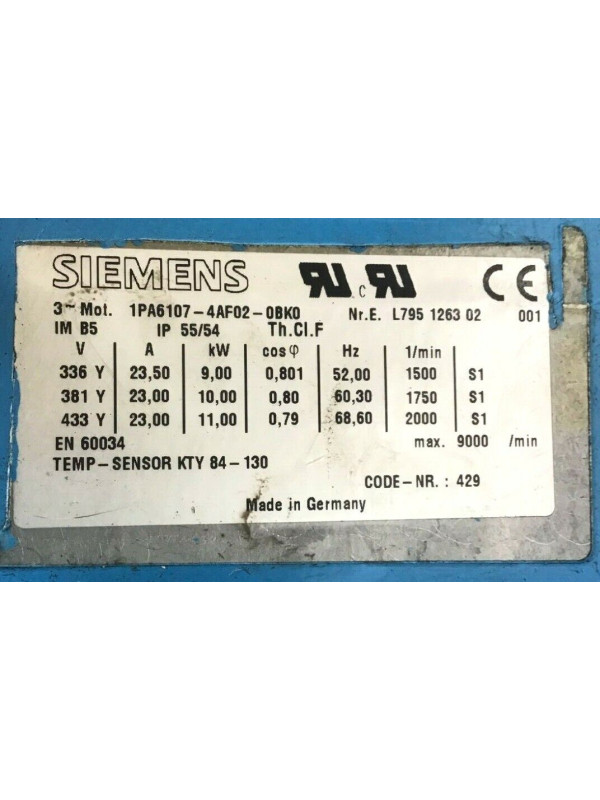 SIEMENS
3~ Mot. 1PA6107-4AF02-0BK0 Nr.E. L795 1263 02 001
IM B5 IP 55/54 Th.Cl.F
V A kW cosφ Hz 1/min
336 Y 23,50 9,00 0,801 52,00 1500 S1
381 Y 23,00 10,00 0,80 60,30 1750 S1
433 Y 23,00 11,00 0,79 68,60 2000 S1
EN 60034 max. 9000 /min
TEMP-SENSOR KTY 84-130
CODE-NR.: 429
Made in Germany